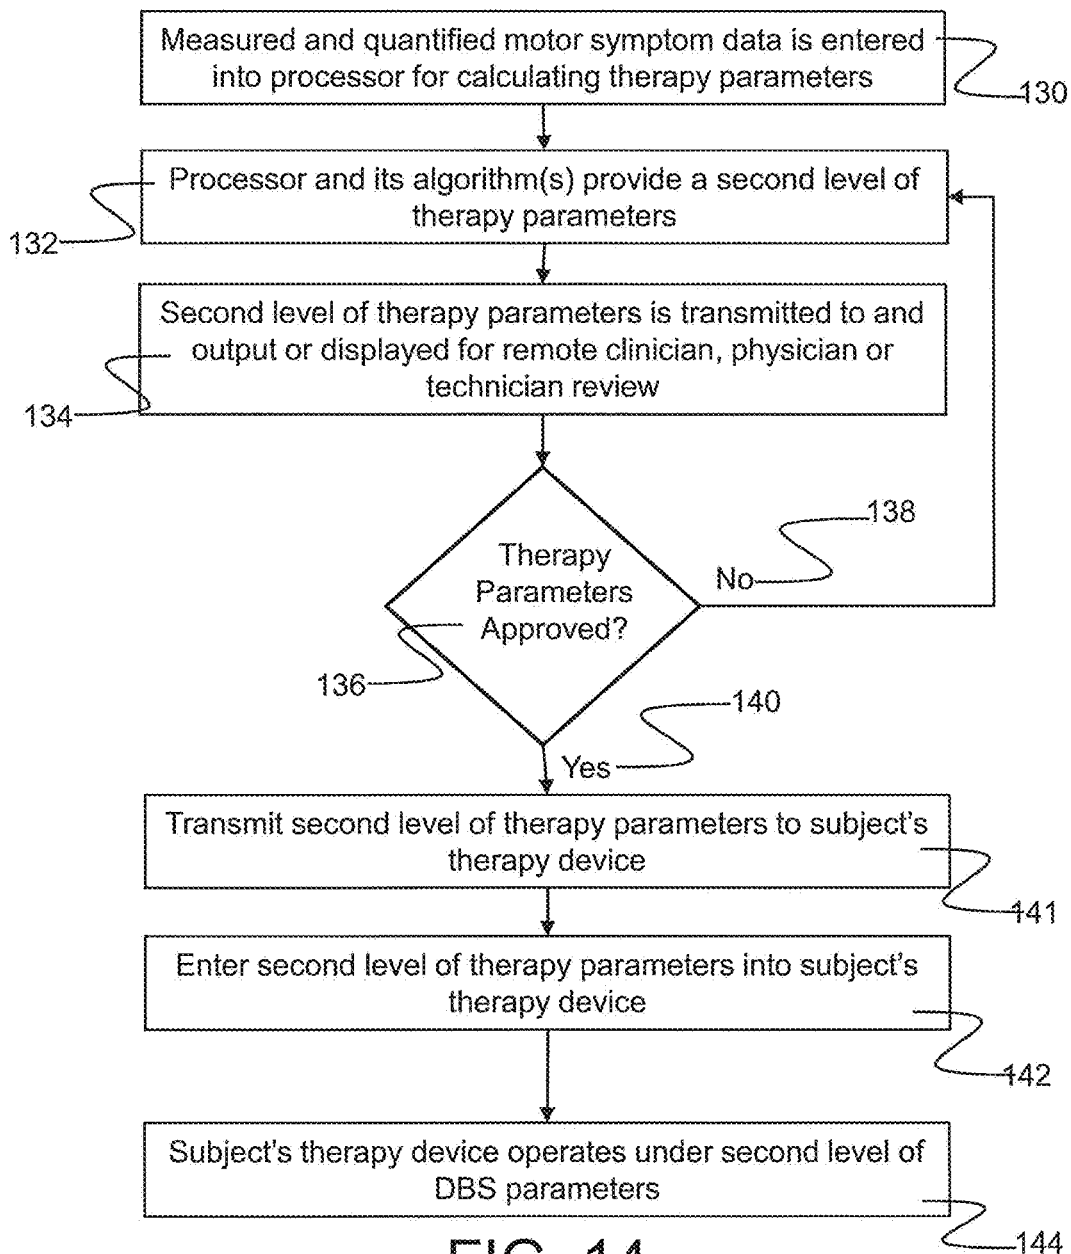 Measured and quantified motor symptom data is entered
into processor for calculating therapy parameters
130
Processor and its algorithm(s) provide a second level of
therapy parameters
132
Second level of therapy parameters is transmitted to and
output or displayed for remote clinician, physician or
technician review
134
138
Therapy
No
Parameters
Approved?
136
140
Yes
Transmit second level of therapy parameters to subject's
therapy device
141
Enter second level of therapy parameters into subject's
therapy device
142
Subject's therapy device operates under second level of
DBS parameters
144
FIG. 14